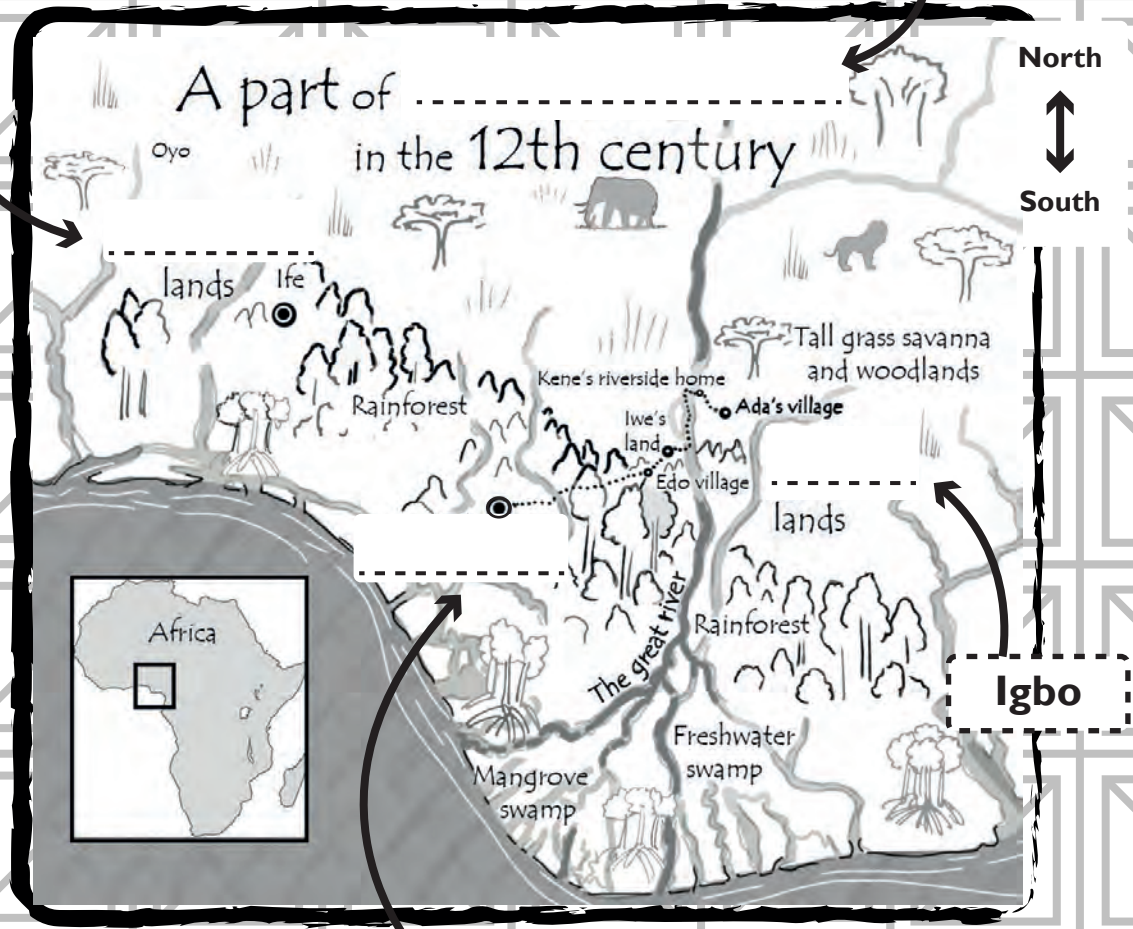 A part of
in the 12th century
North
South
Oyo
lands
Ife
Rainforest
Tall grass savanna
and woodlands
Kene's riverside home
Ada's village
Iwe's
land
Edo village
lands
Africa
The great river
Rainforest
Igbo
Freshwater
swamp
Mangrove
swamp